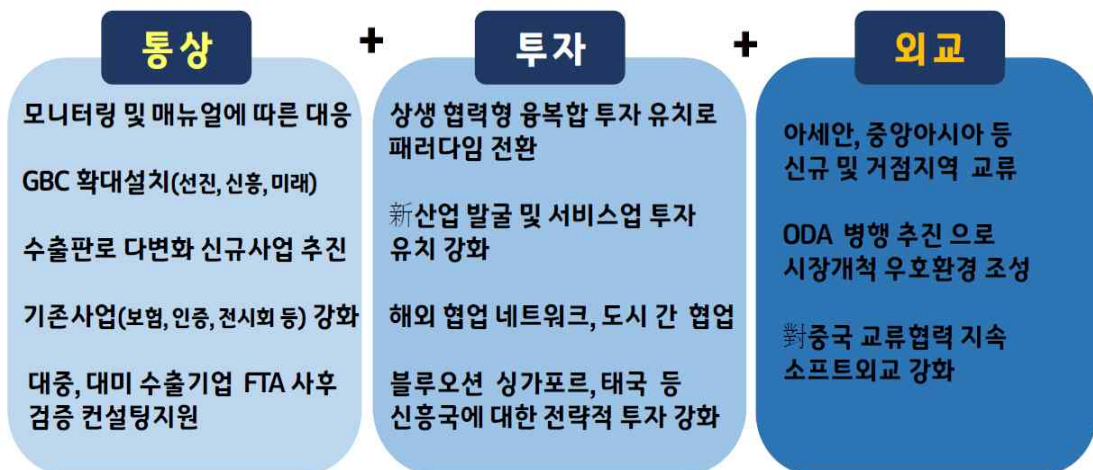 통상
+
투자
+
외교
모니터링 및 매뉴얼에 따른 대응
GBC 확대설치(선진, 신흥, 미래)
수출판로 다변화 신규사업 추진
기존사업(보험, 인증, 전시회 등) 강화
대중, 대미 수출기업 FTA 사후
검증 컨설팅지원
상생 협력형 융복합 투자 유치로
패러다임 전환
新산업 발굴 및 서비스업 투자
유치 강화
해외 협업 네트워크, 도시 간 협업
블루오션 싱가포르, 태국 등
신흥국에 대한 전략적 투자 강화
아세안, 중앙아시아 등
신규 및 거점지역 교류
ODA 병행 추진 으로
시장개척 우호환경 조성
對중국 교류협력 지속
소프트외교 강화